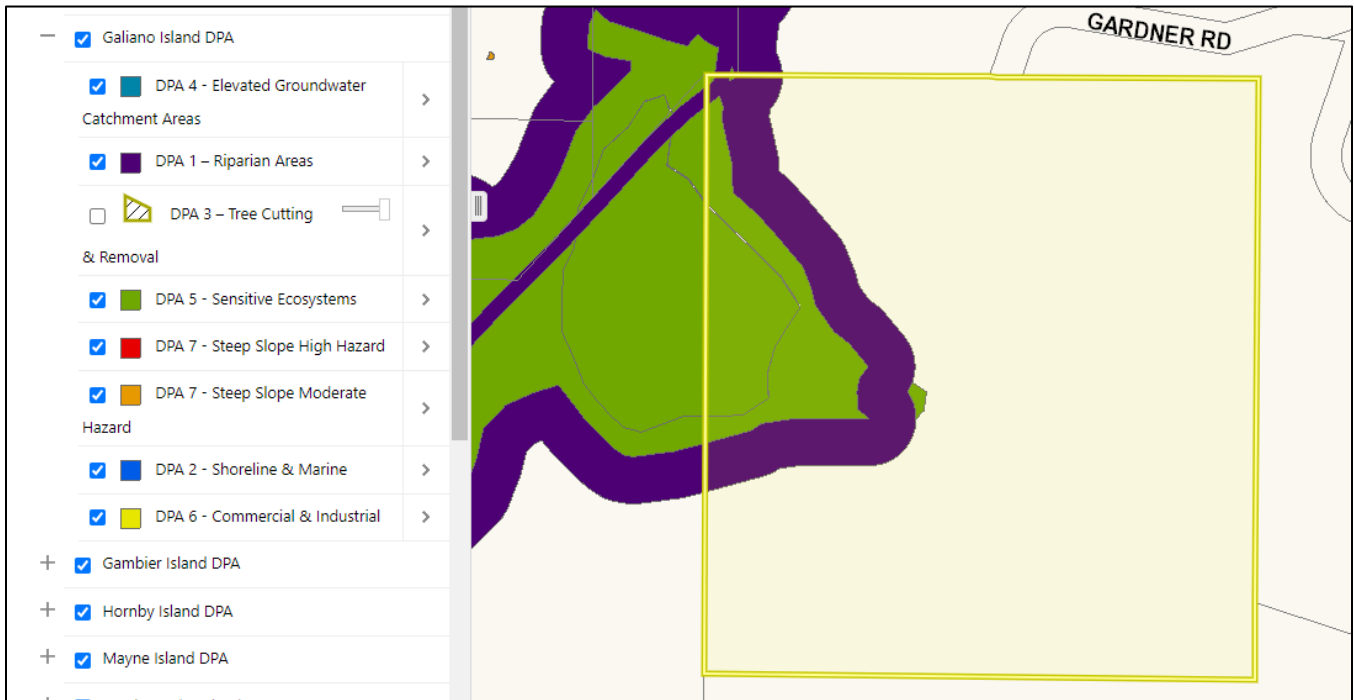 Galiano Island DPA
DPA 4 - Elevated Groundwater
Catchment Areas
DPA 1 – Riparian Areas
DPA 3 – Tree Cutting
& Removal
DPA 5 - Sensitive Ecosystems
DPA 7 - Steep Slope High Hazard
DPA 7 - Steep Slope Moderate
Hazard
DPA 2 - Shoreline & Marine
DPA 6 - Commercial & Industrial
Gambier Island DPA
Hornby Island DPA
Mayne Island DPA
GARDNER RD